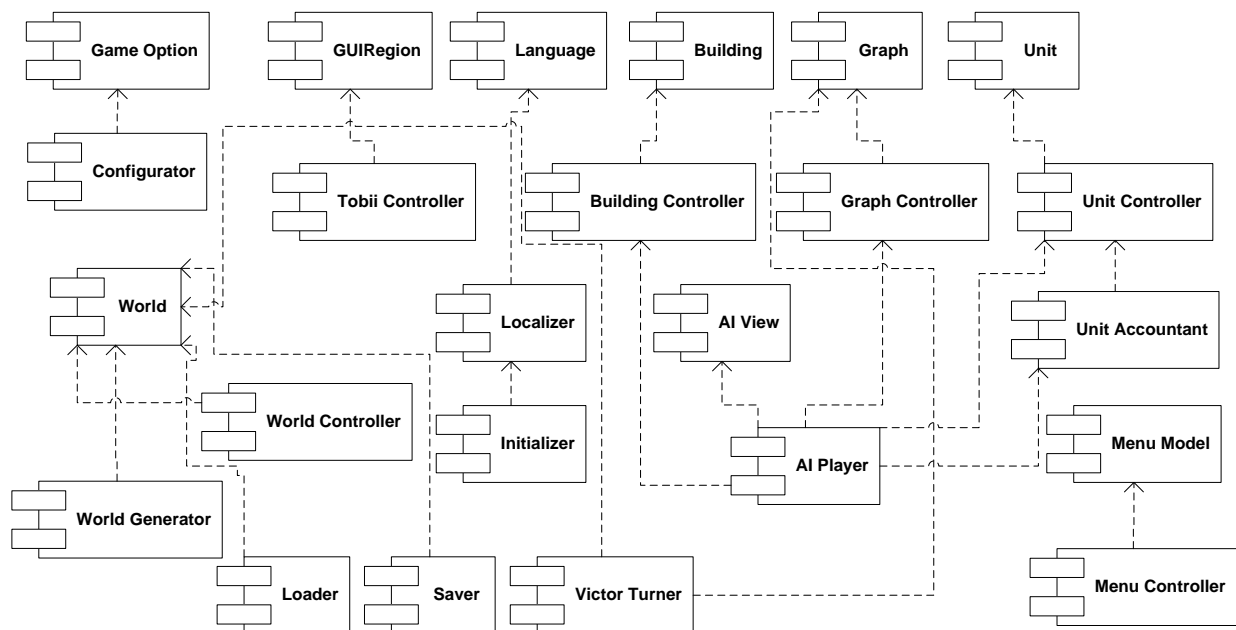 Game Option
GUIRegion
Language
Building
Graph
Unit
Configurator
Tobii Controller
Building Controller
Graph Controller
Unit Controller
World
Localizer
AI View
Unit Accountant
World Controller
Initializer
AI Player
Menu Model
World Generator
Loader
Saver
Victor Turner
Menu Controller